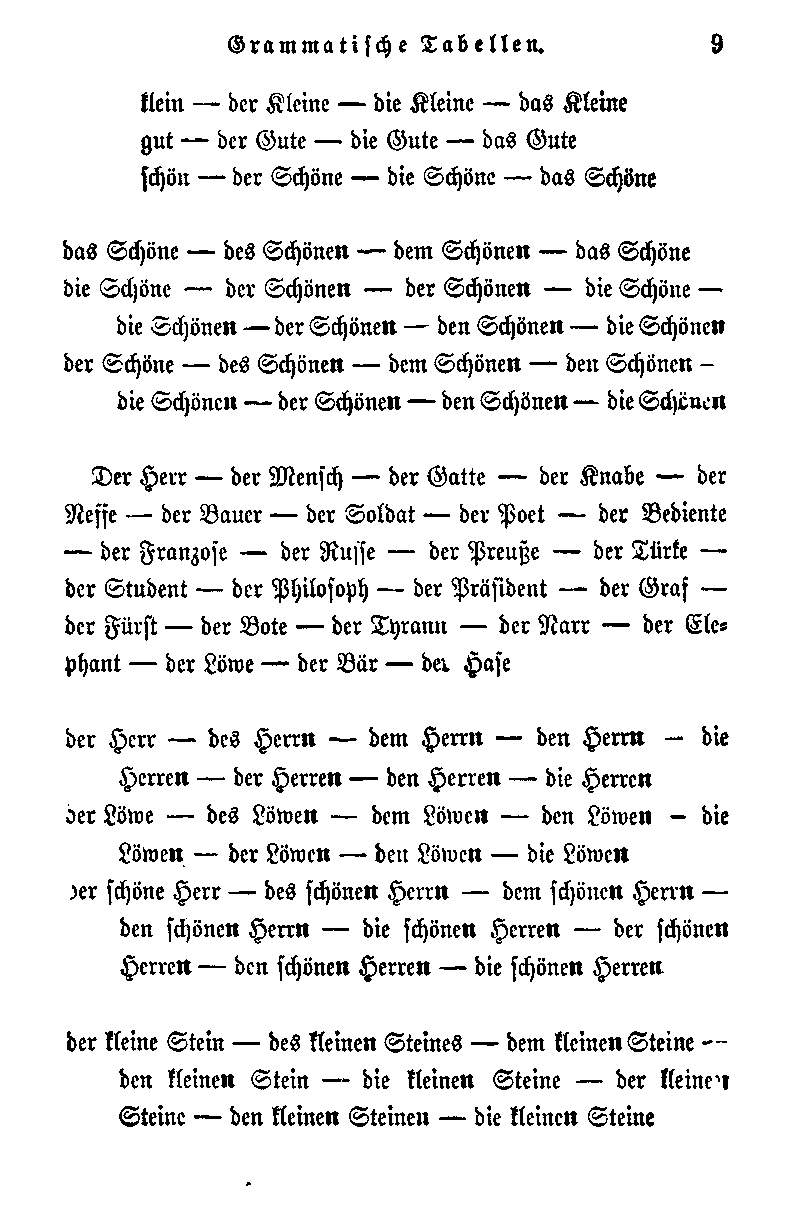 Grammatische Tabellen. 9
klein — der Kleine — die Kleine — das Kleine
gut — der Gute — die Gute — das Gute
schön — der Schöne — die Schöne — das Schöne
das Schöne — des Schönen — dem Schönen — das Schöne
die Schöne — der Schönen — der Schönen — die Schöne —
die Schönen — der Schönen — den Schönen — die Schönen
der Schöne — des Schönen — dem Schönen — den Schönen –
die Schönen — der Schönen — den Schönen — die Schönen
Der Herr — der Mensch — der Gatte — der Knabe — der
Neffe — der Bauer — der Soldat — der Poet — der Bediente
— der Franzose — der Russe — der Preuße — der Türke —
der Student — der Philosoph — der Präsident — der Graf —
der Fürst — der Bote — der Tyrann — der Narr — der Ele-
phant — der Löwe — der Bär — der Hase
der Herr — des Herrn — dem Herrn — den Herrn – die
Herren — der Herren — den Herren — die Herren
der Löwe — des Löwen — dem Löwen — den Löwen – die
Löwen — der Löwen — den Löwen — die Löwen
der schöne Herr — des schönen Herrn — dem schönen Herrn —
den schönen Herrn — die schönen Herren — der schönen
Herren — den schönen Herren — die schönen Herren
der kleine Stein — des kleinen Steines — dem kleinen Steine —
den kleinen Stein — die kleinen Steine — der kleinen
Steine — den kleinen Steinen — die kleinen Steine